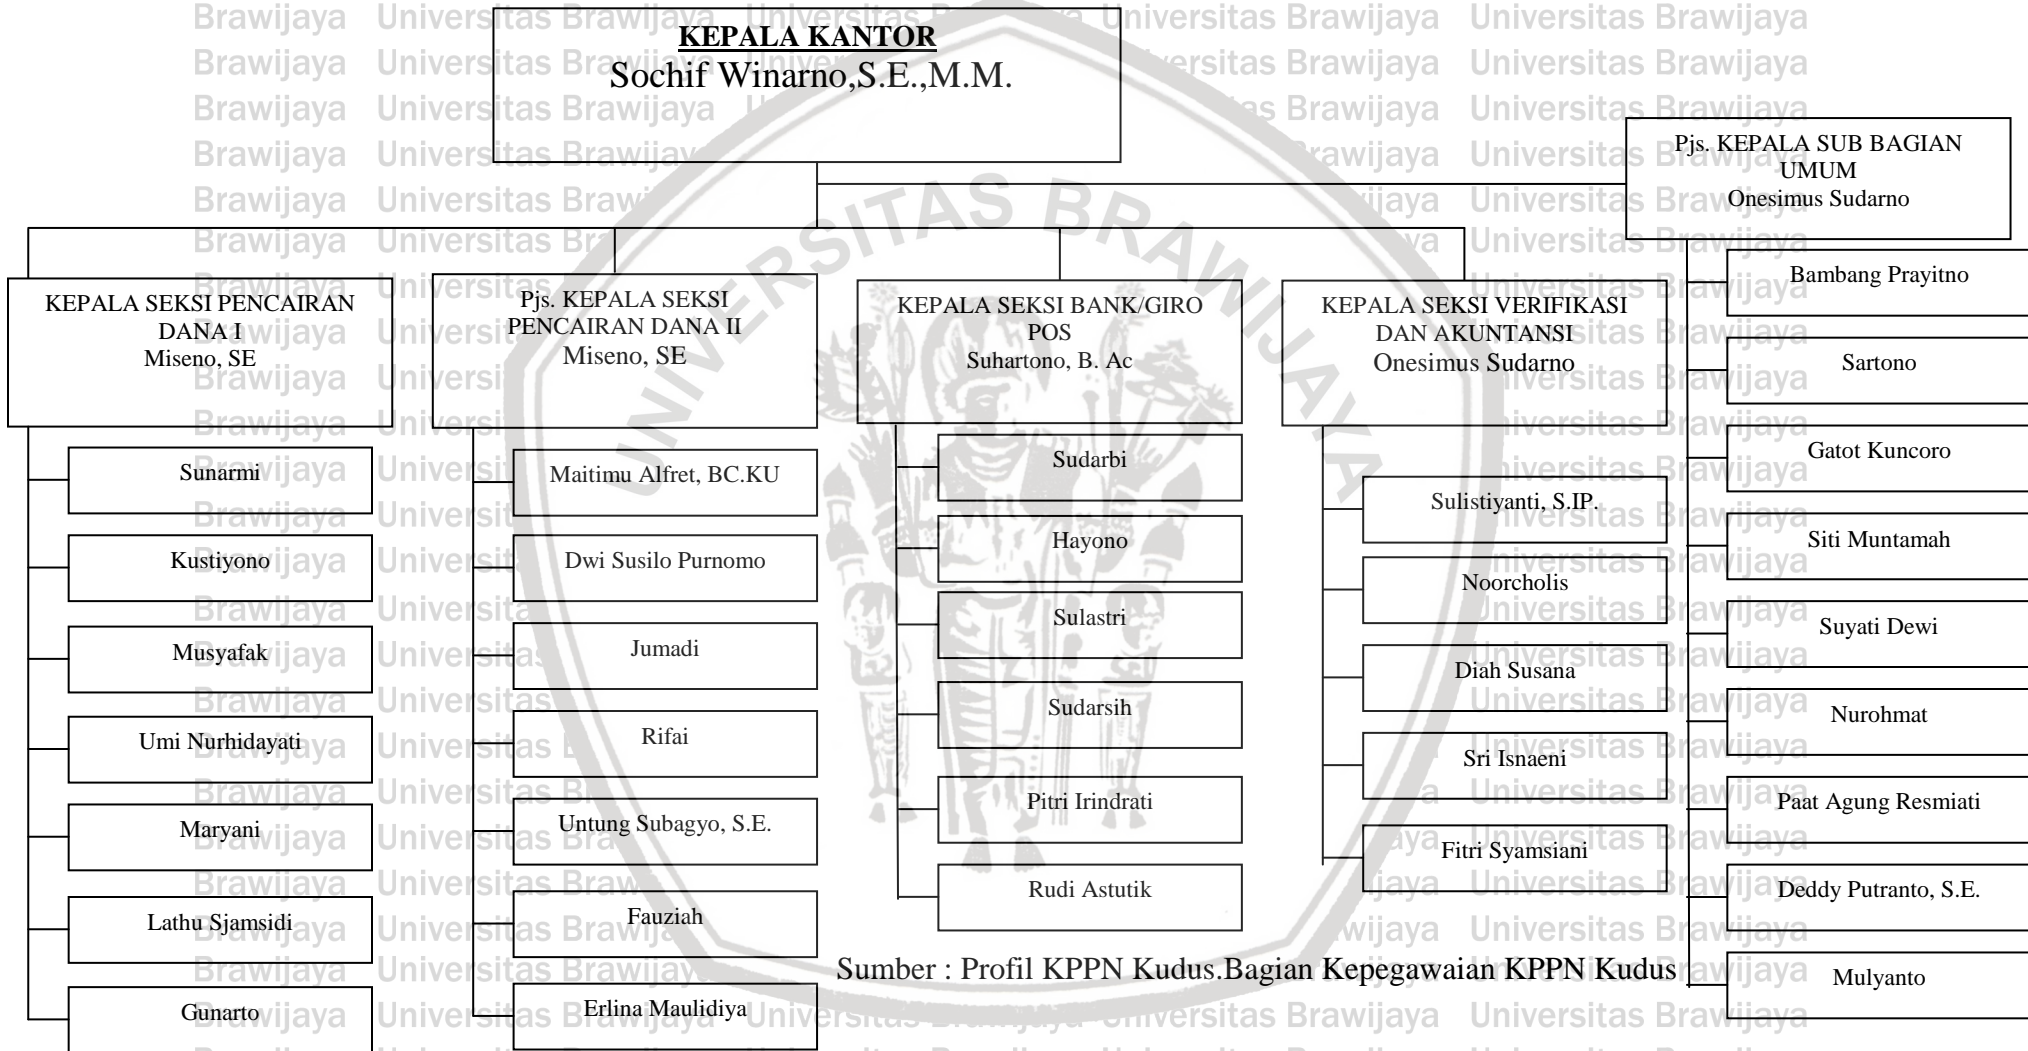 KEPALA KANTOR
Sochif Winarno,S.E.,M.M.
Pjs. KEPALA SUB BAGIAN
UMUM
Onesimus Sudarno
KEPALA SEKSI PENCAIRAN
DANA I
Miseno, SE
Sunarmi
Kustiyono
Musyafak
Umi Nurhidayati
Maryani
Lathu Sjamsidi
Gunarto
Pjs. KEPALA SEKSI
PENCAIRAN DANA II
Miseno, SE
Maitimu Alfret, BC.KU
Dwi Susilo Purnomo
Jumadi
Rifai
Untung Subagyo, S.E.
Fauziah
Erlina Maulidiya
KEPALA SEKSI BANK/GIRO
POS
Suhartono, B. Ac
Sudarbi
Hayono
Sulastri
Sudarsih
Pitri Irindrati
Rudi Astutik
KEPALA SEKSI VERIFIKASI
DAN AKUNTANSI
Onesimus Sudarno
Sulistiyanti, S.IP.
Noorcholis
Diah Susana
Sri Isnaeni
Fitri Syamsiani
Bambang Prayitno
Sartono
Gatot Kuncoro
Siti Muntamah
Suyati Dewi
Nurohmat
Paat Agung Resmiati
Deddy Putranto, S.E.
Mulyanto
Sumber : Profil KPPN Kudus.Bagian Kepegawaian KPPN Kudus
UNIVERSITAS BRAWIJAYA